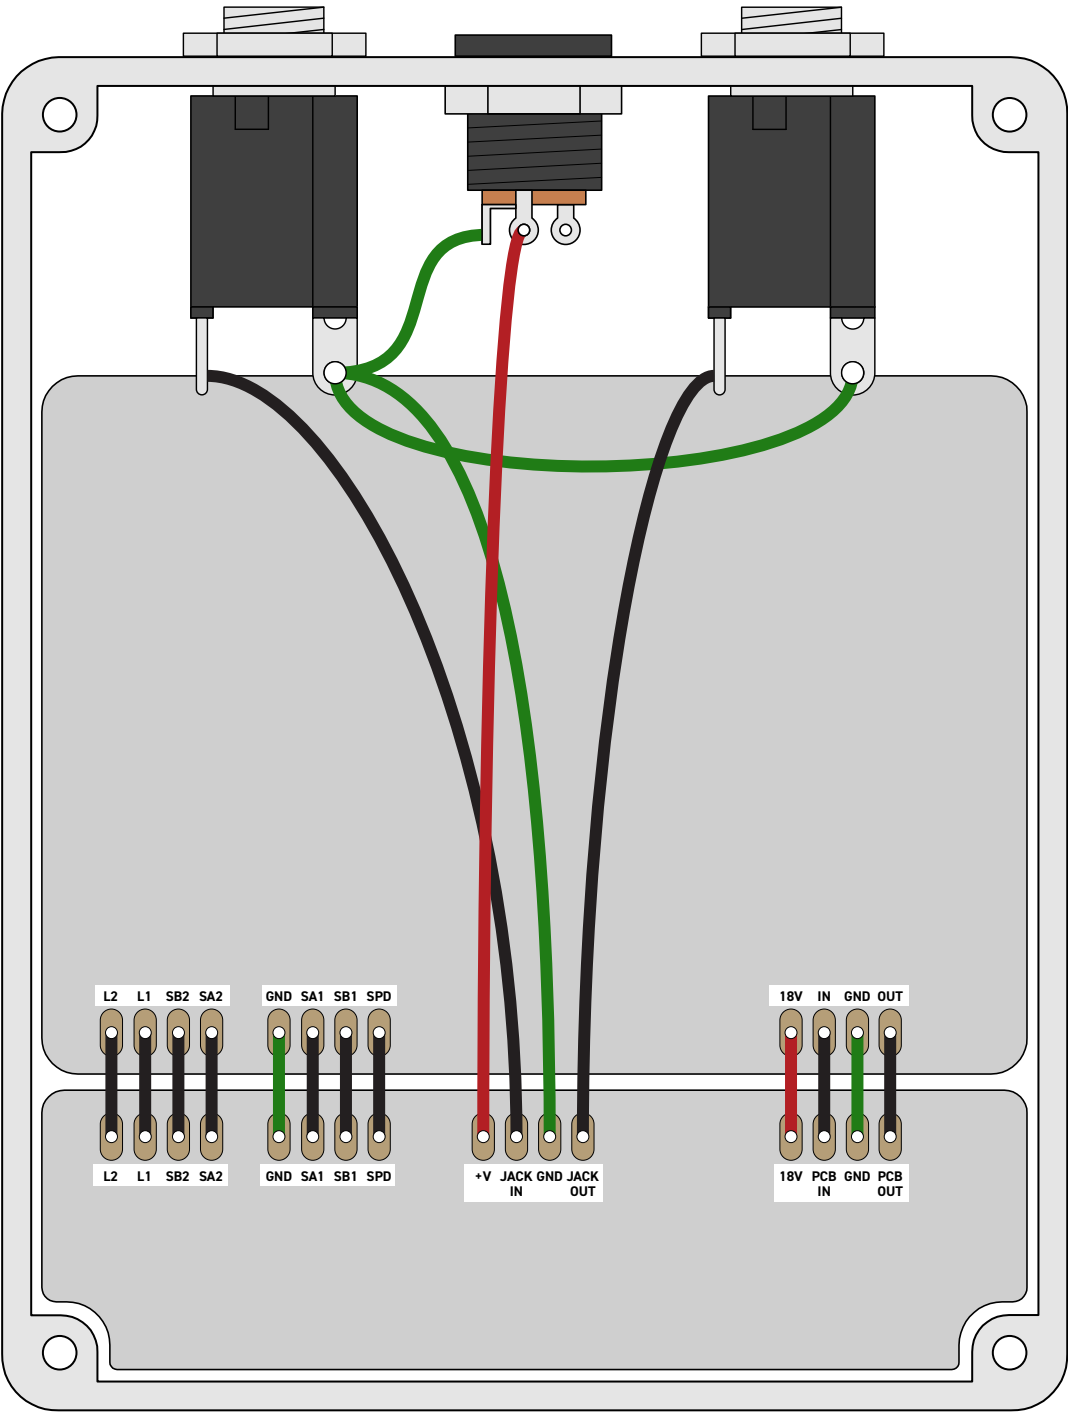 L2 L1 SB2 SA2
GND SA1 SB1 SPD
18V IN GND OUT
L2 L1 SB2 SA2
GND SA1 SB1 SPD
+V JACK GND JACK
IN OUT
18V PCB GND PCB
IN OUT